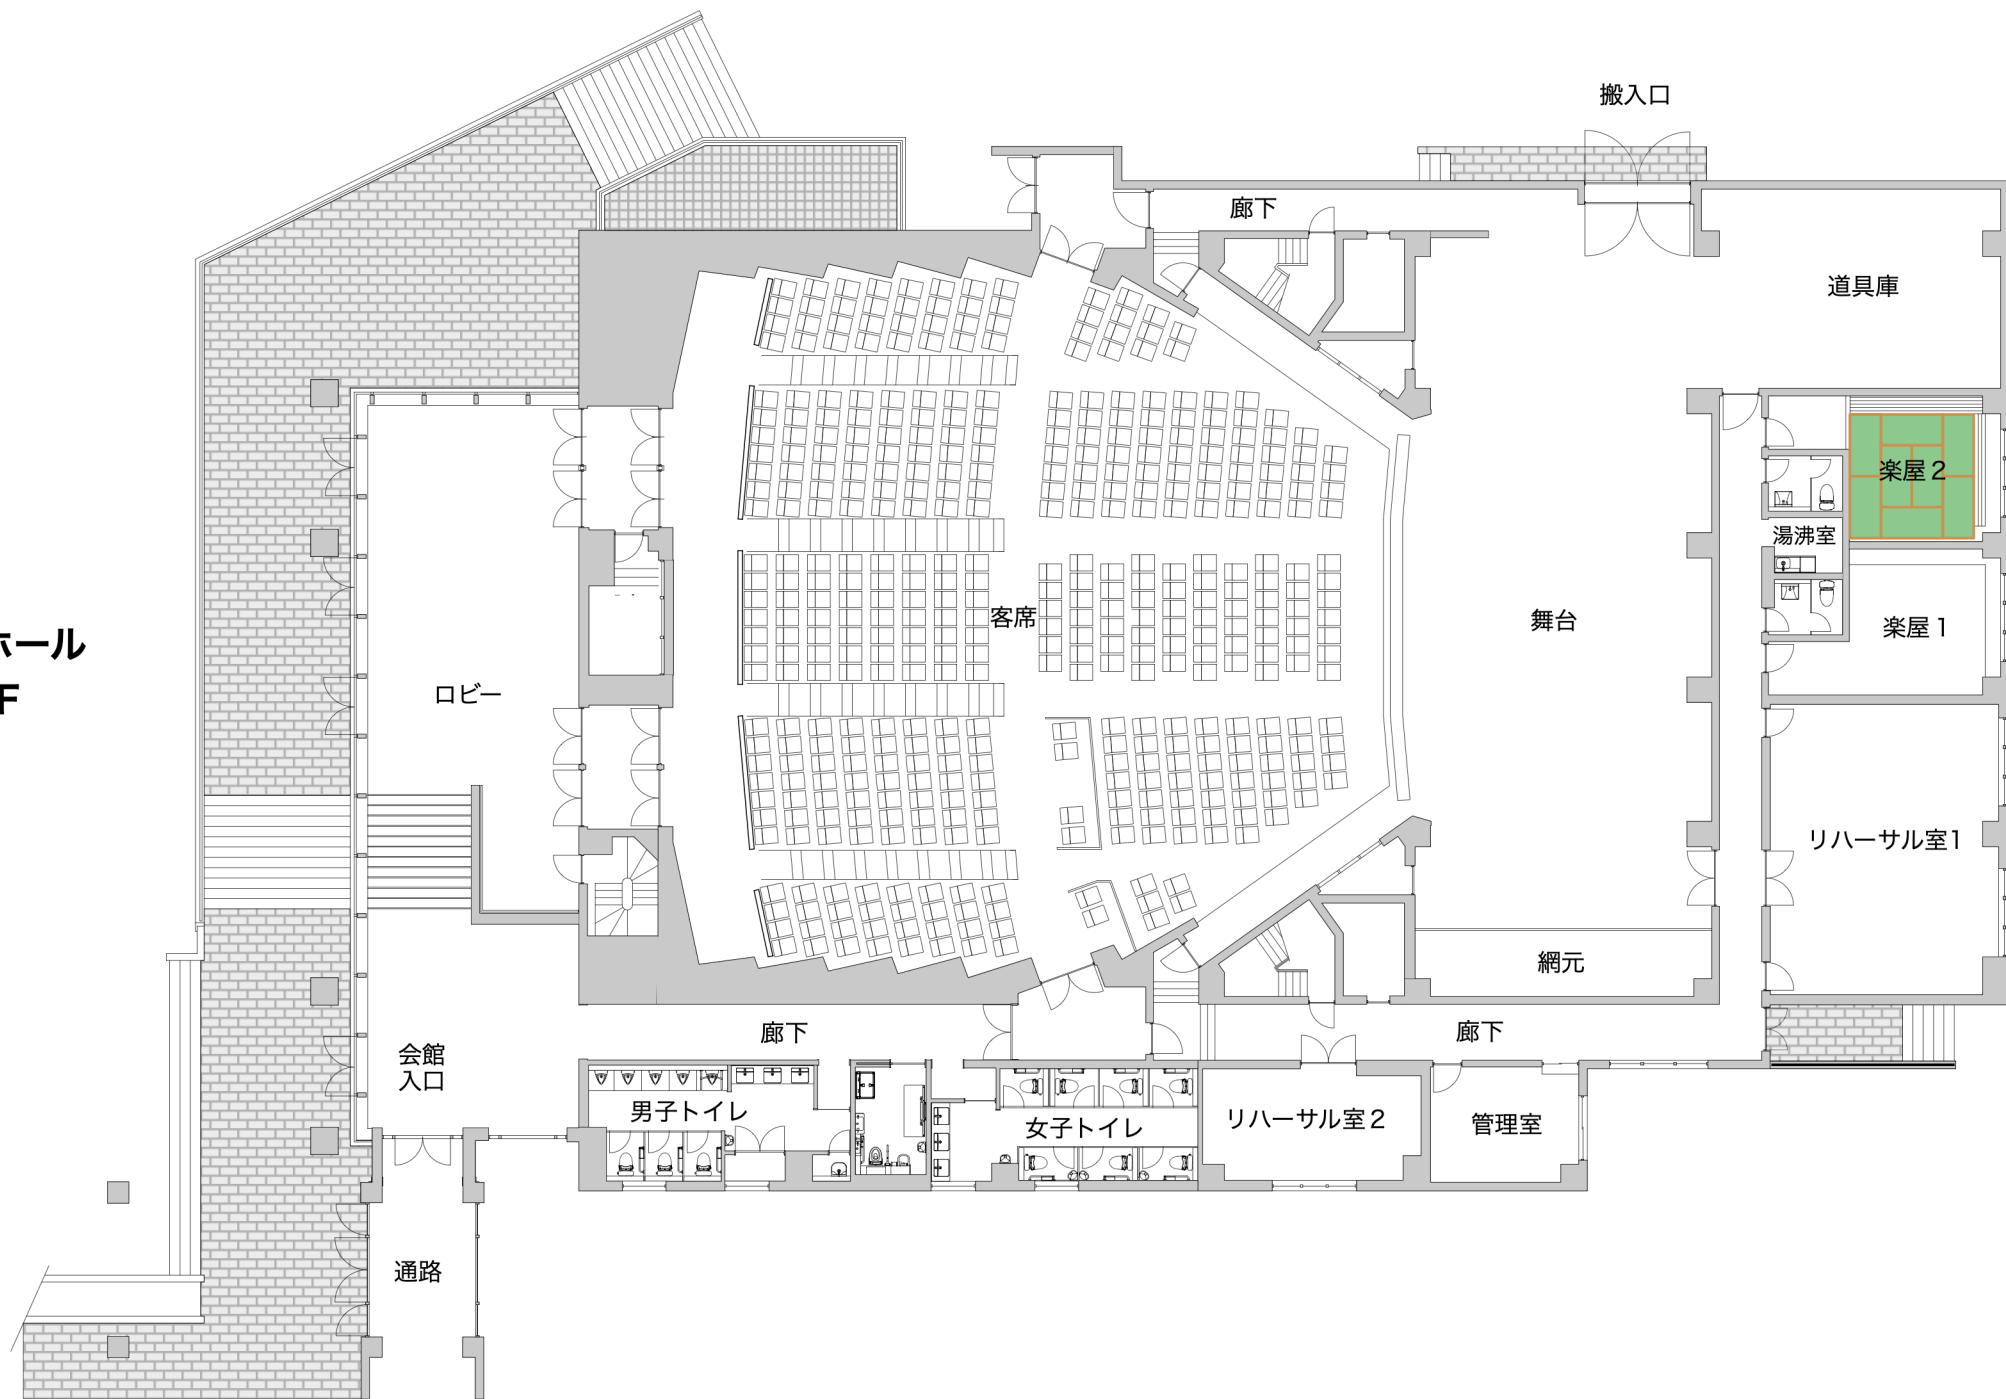 搬入口
廊下
道具庫
楽屋2
湯沸室
客席
舞台
楽屋1
ホール
F
ロビー
リハーサル室1
網元
廊下
廊下
会館
入口
男子トイレ
女子トイレ
リハーサル室2
管理室
通路